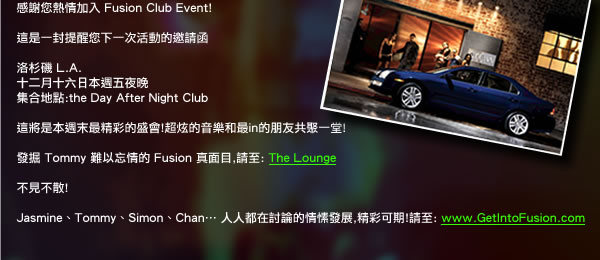 感謝您熱情加入 Fusion Club Event!
這是一封提醒您下一次活動的邀請函
洛杉磯 L.A.
十二月十六日本週五夜晚
集合地點:the Day After Night Club
這將是本週末最精彩的盛會!超炫的音樂和最in的朋友共聚一堂!
發掘 Tommy 難以忘情的 Fusion 真面目,請至: The Lounge
不見不散!
Jasmine、Tommy、Simon、Chan… 人人都在討論的情愫發展,精彩可期!請至: www.GetIntoFusion.com